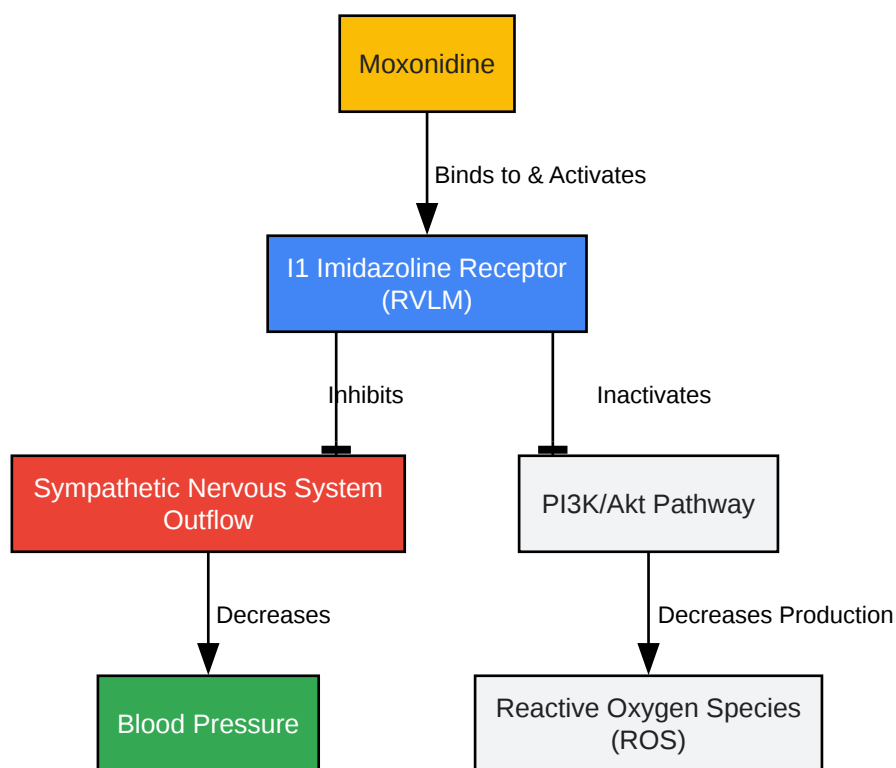 Moxonidine
Binds to & Activates
I1 Imidazoline Receptor
(RVLM)
Inhibits
Inactivates
Sympathetic Nervous System
Outflow
PI3K/Akt Pathway
Decreases
Decreases Production
Blood Pressure
Reactive Oxygen Species
(ROS)